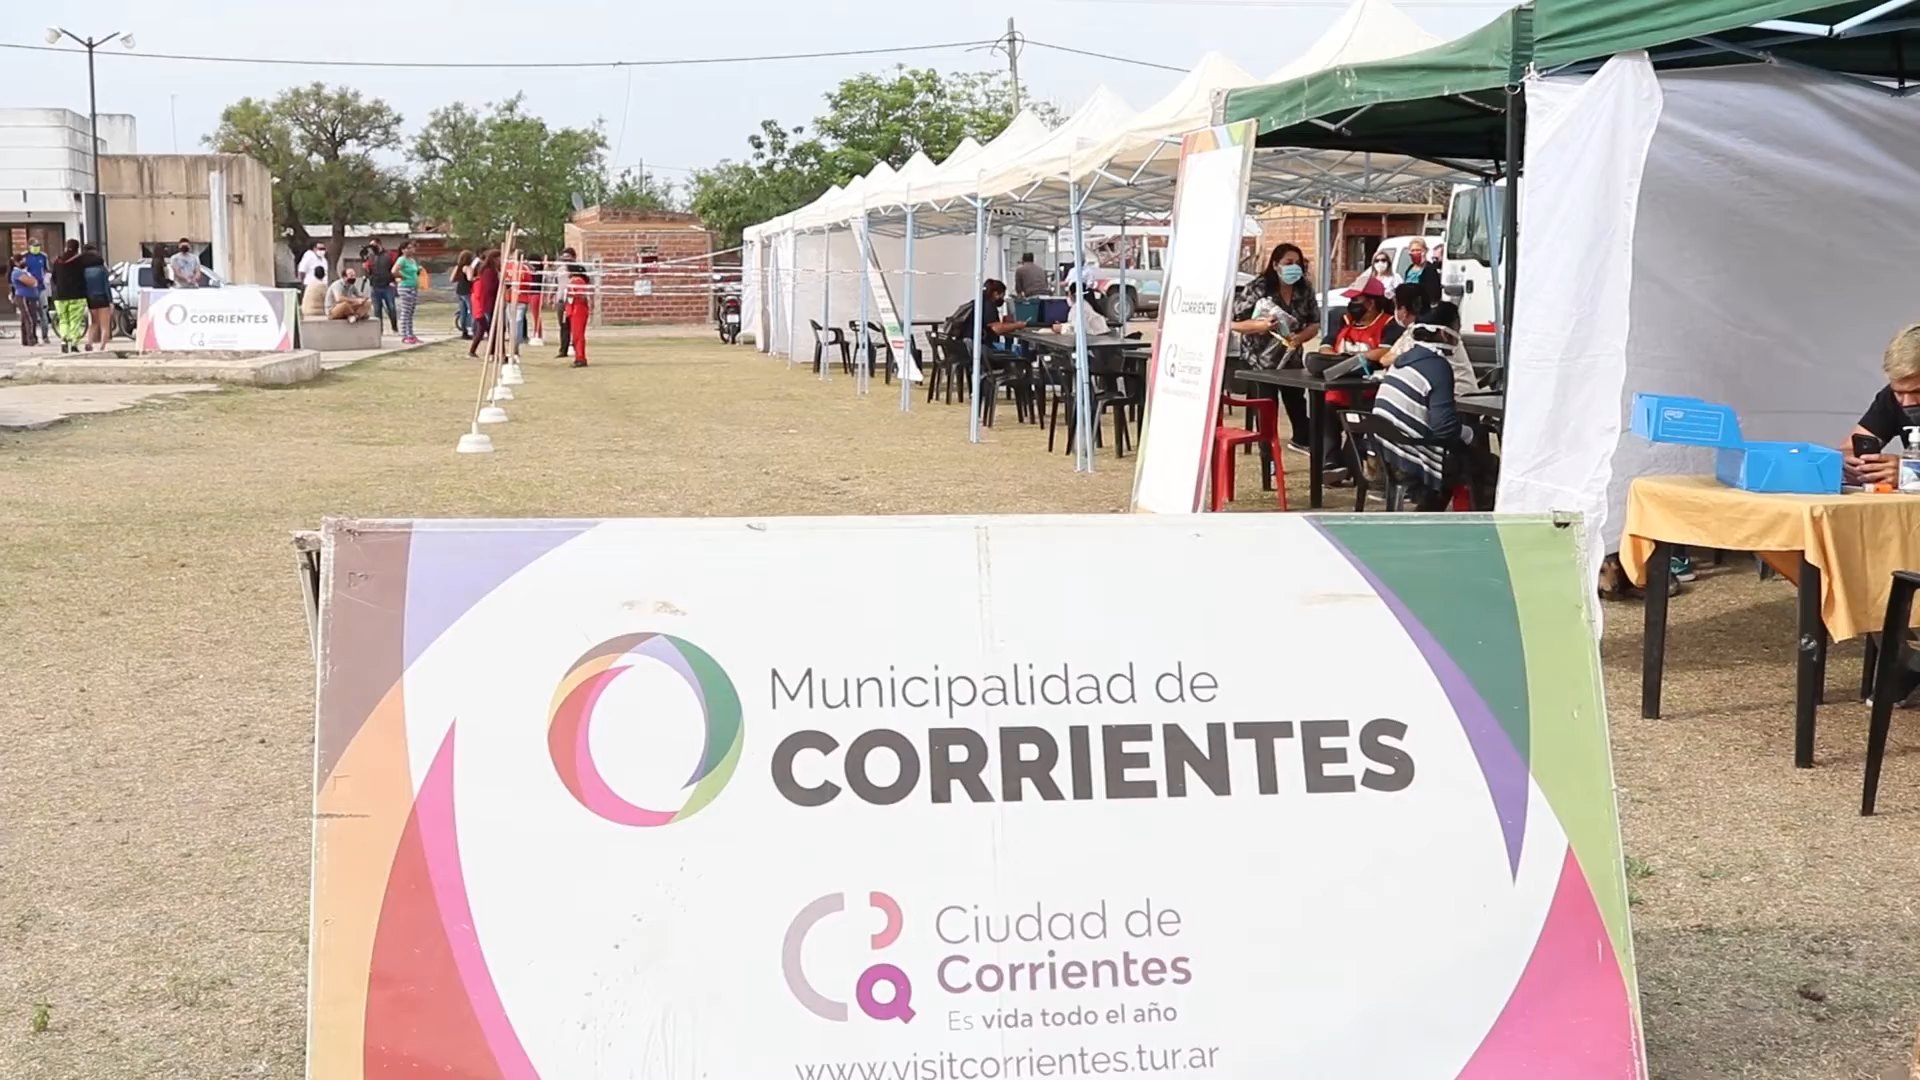 CORRIENTES
CORRIENTES
Municipalidad de
CORRIENTES
Ciudad de
Corrientes
Es vida todo el año
www.visitcorrientes.tur.ar